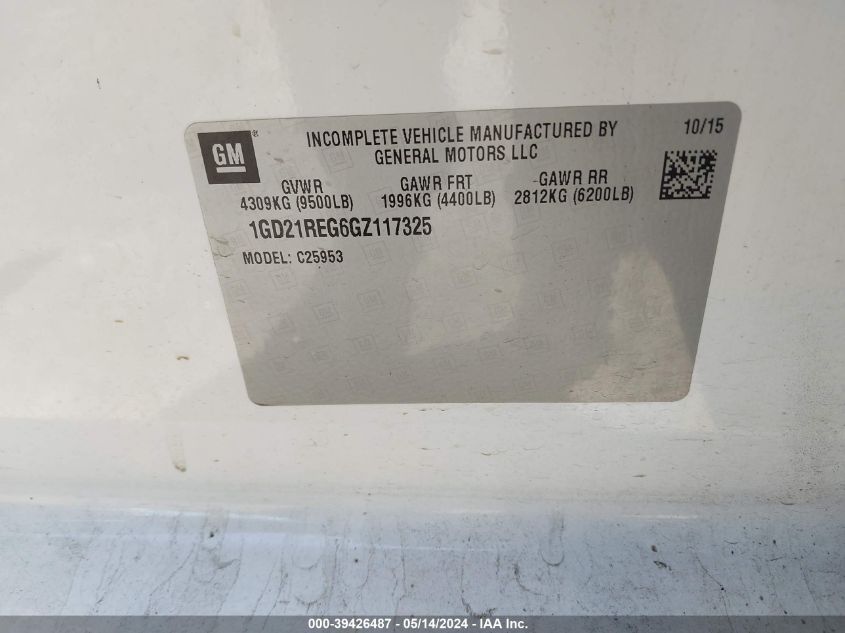 GM ®
INCOMPLETE VEHICLE MANUFACTURED BY
GENERAL MOTORS LLC
10/15
GVWR GAWR FRT GAWR RR
4309KG (9500LB) 1996KG (4400LB) 2812KG (6200LB)
1GD21REG6GZ117325
MODEL: C25953
000-39426487 - 05/14/2024 - IAA Inc.